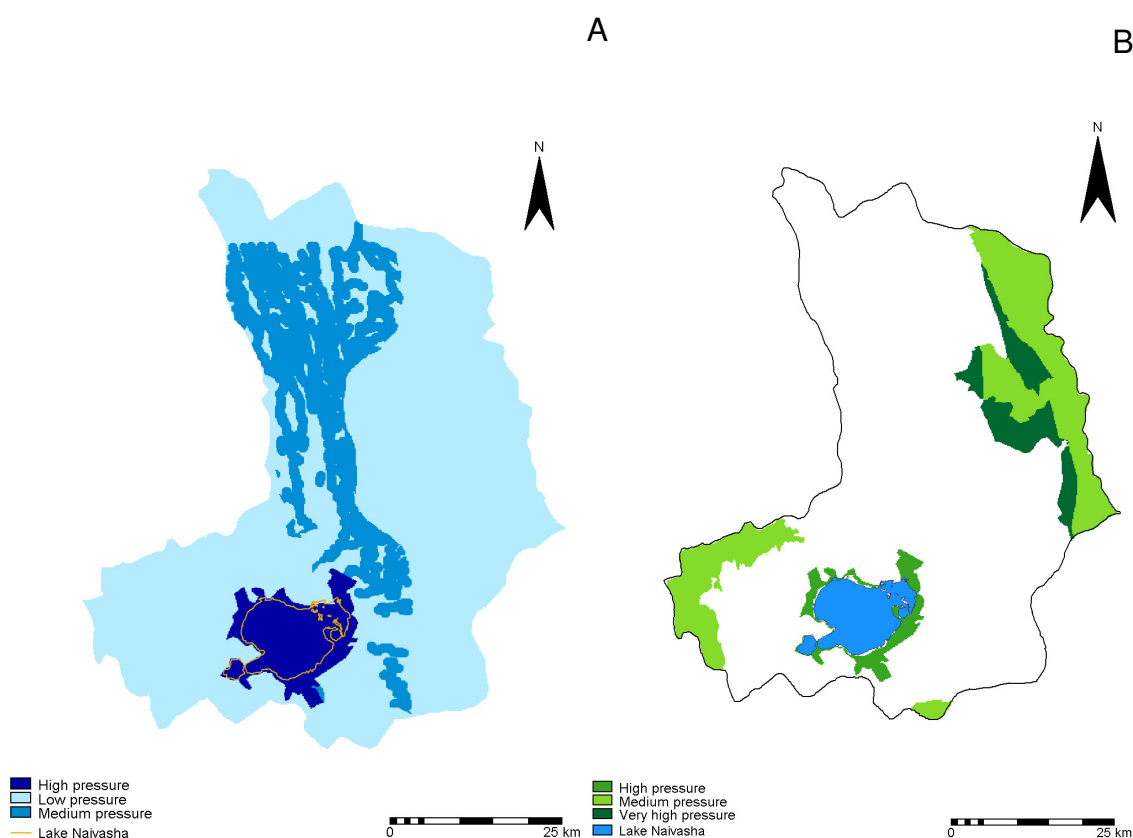 A
B
N
N
High pressure
Low pressure
Medium pressure
Lake Naivasha
0 25 km
High pressure
Medium pressure
Very high pressure
Lake Naivasha
0 25 km